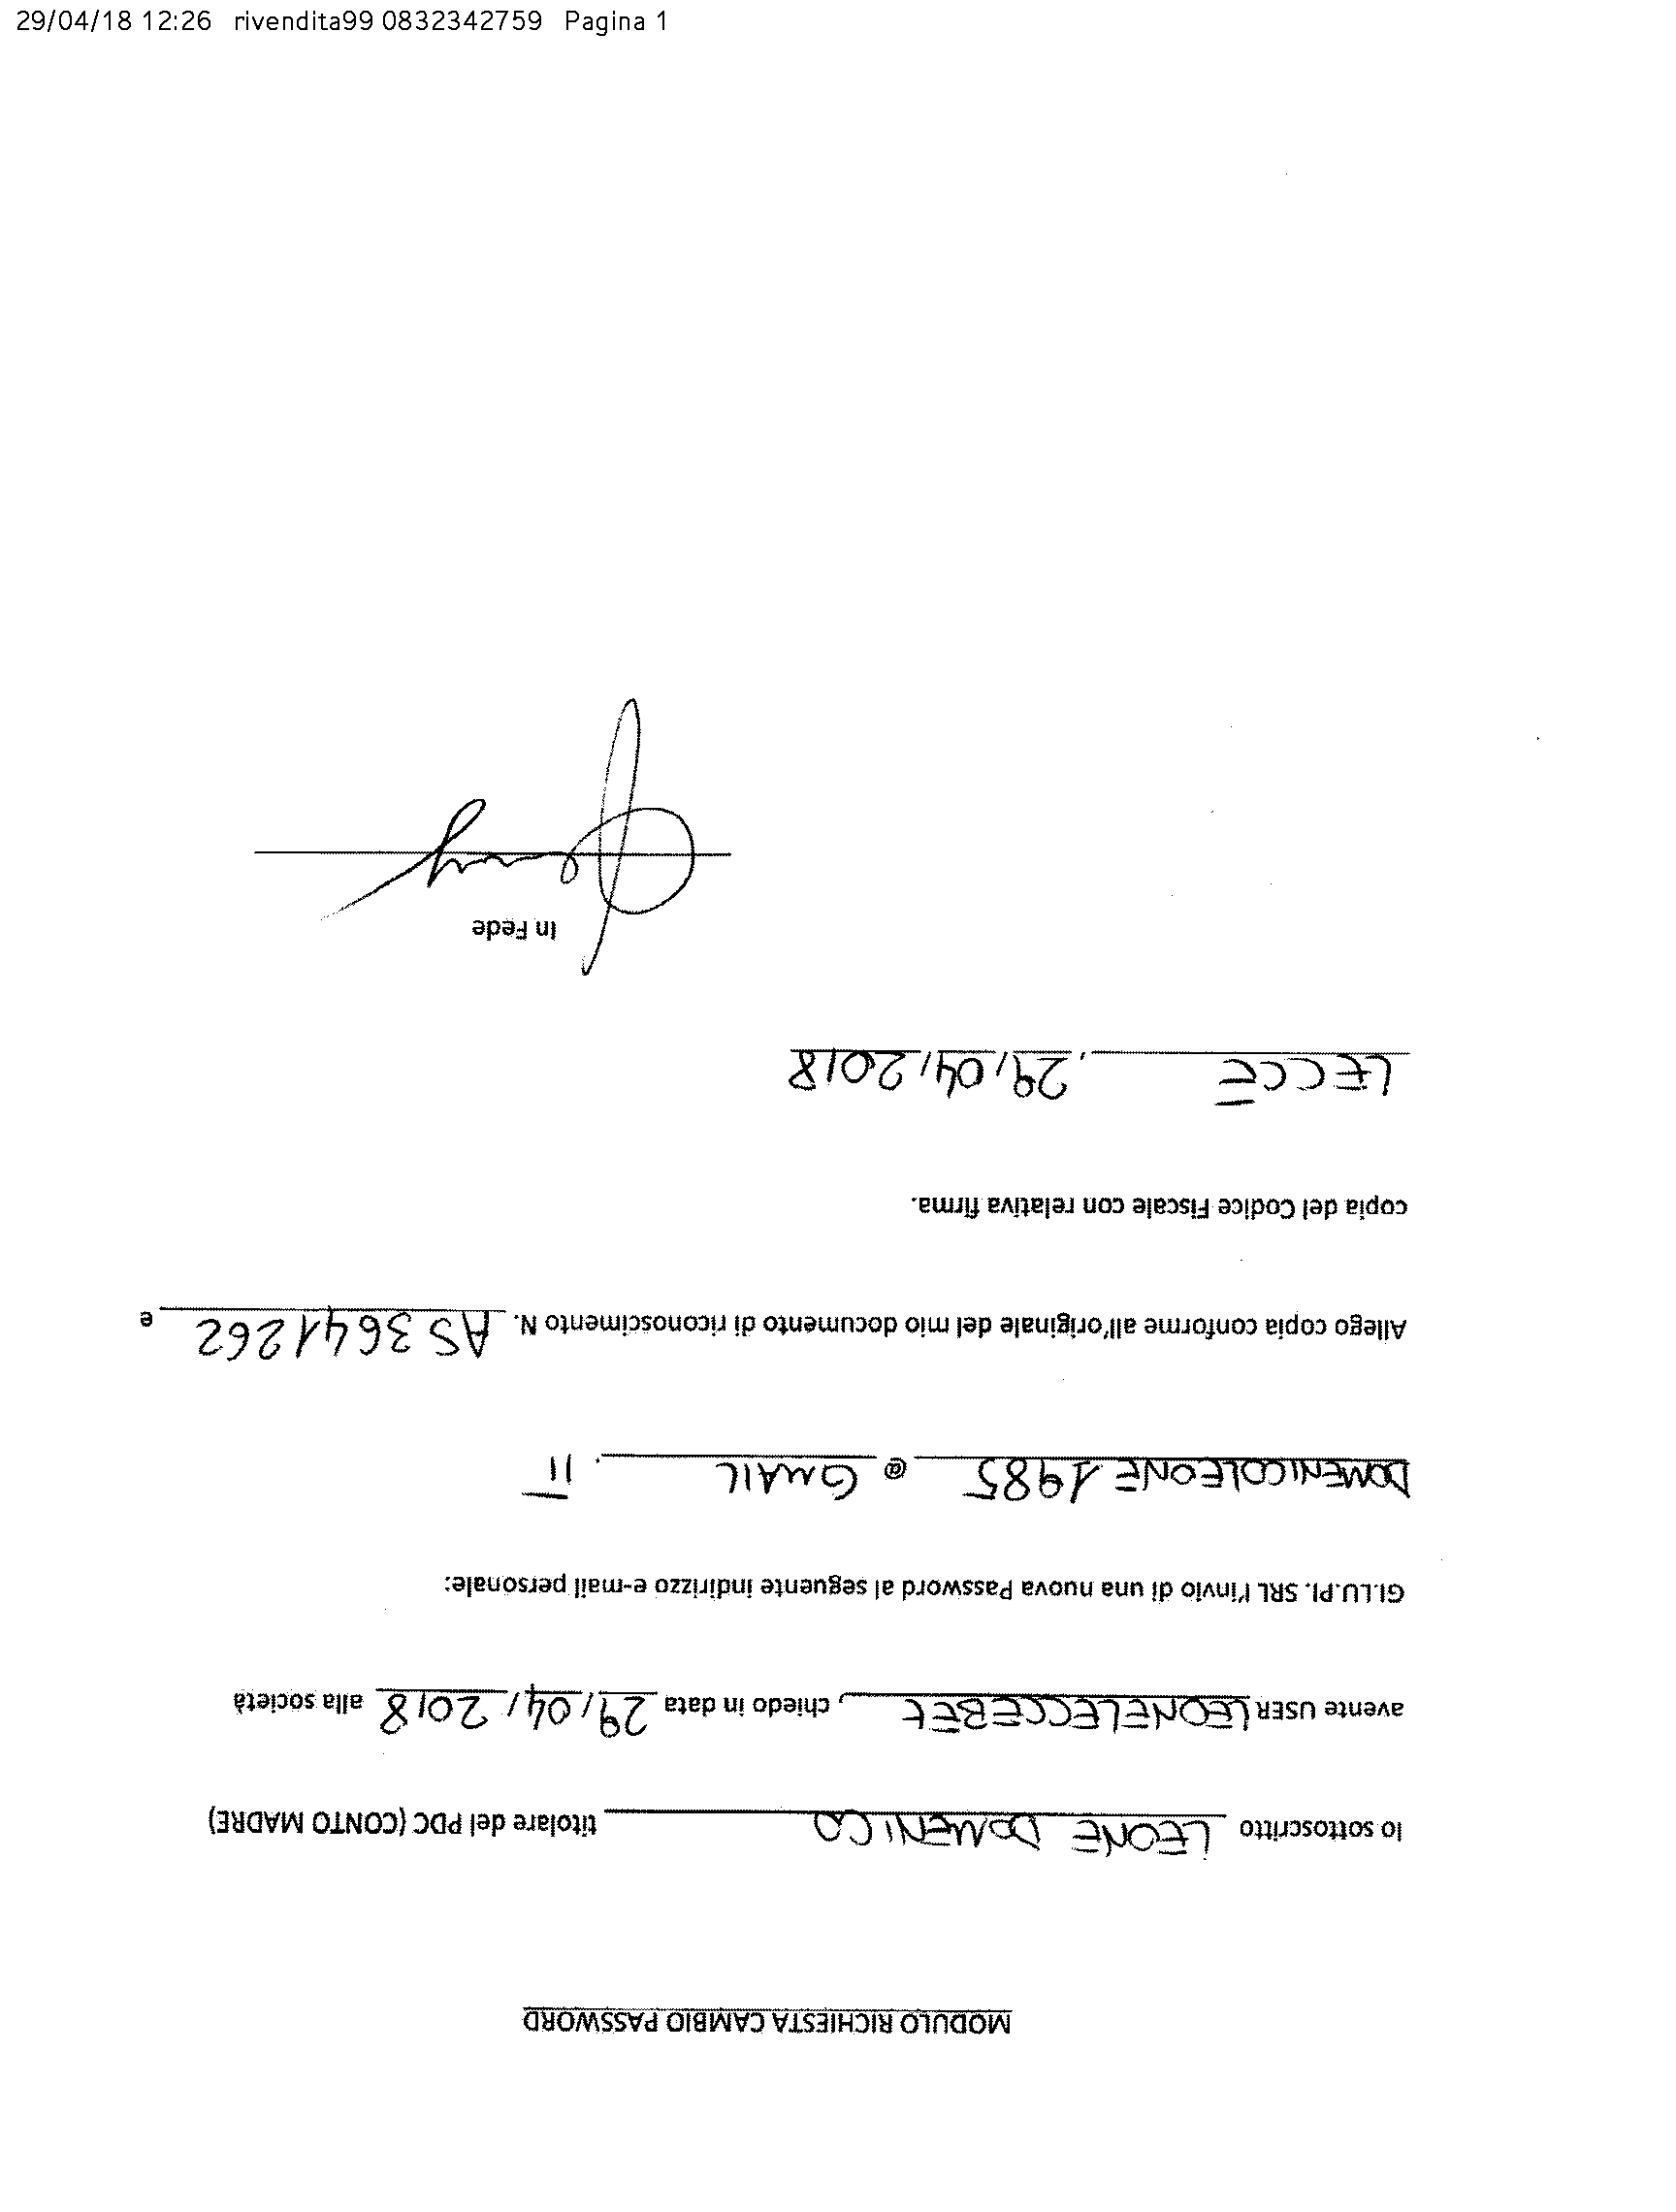 29/04/18 12:26 rivendita99 0832342759 Pagina 1
MODULO RICHIESTA CAMBIO PASSWORD
Io sottoscritto LEONE DOMENICO titolare del PDC (CONTO MADRE)
avente USER LEONELECCEBET, chiedo in data 29/04/2018 alla società
GI.LU.PI. SRL l'invio di una nuova Password al seguente indirizzo e-mail personale:
DOMENICOLEONE1985 @ GMAIL . IT
Allego copia conforme all'originale del mio documento di riconoscimento N. AS 3641262 e
copia del Codice Fiscale con relativa firma.
LECCE, 29/04/2018
In Fede